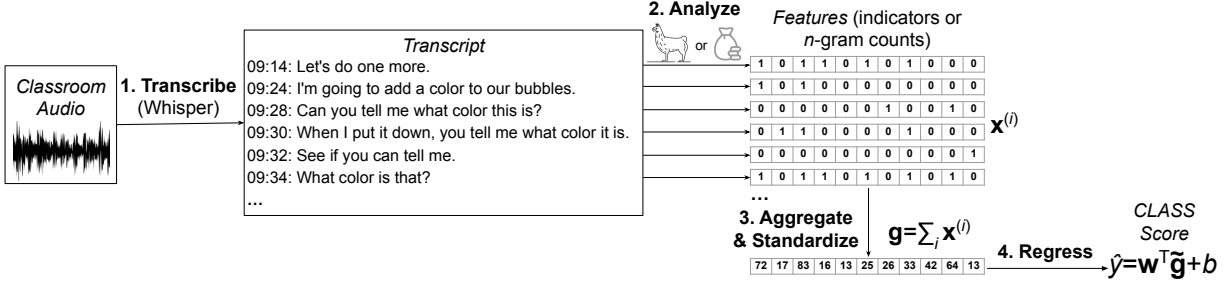 Classroom
Audio
1. Transcribe
(Whisper)
Transcript
09:14: Let's do one more.
09:24: I'm going to add a color to our bubbles.
09:28: Can you tell me what color this is?
09:30: When I put it down, you tell me what color it is.
09:32: See if you can tell me.
09:34: What color is that?
...
2. Analyze
or
Features (indicators or
n-gram counts)
1 0 1 1 0 1 0 1 0 0 0
1 0 1 0 0 0 0 0 0 0 0
0 0 0 0 0 0 1 0 0 1 0
0 1 1 0 0 0 0 1 0 0 0
0 0 0 0 0 0 0 0 0 0 1
1 0 1 1 0 1 0 1 0 1 0
...
x(i)
3. Aggregate
& Standardize
g=∑i x(i)
72 17 83 16 13 25 26 33 42 64 13
4. Regress
CLASS
Score
ŷ=wᵀg̃+b